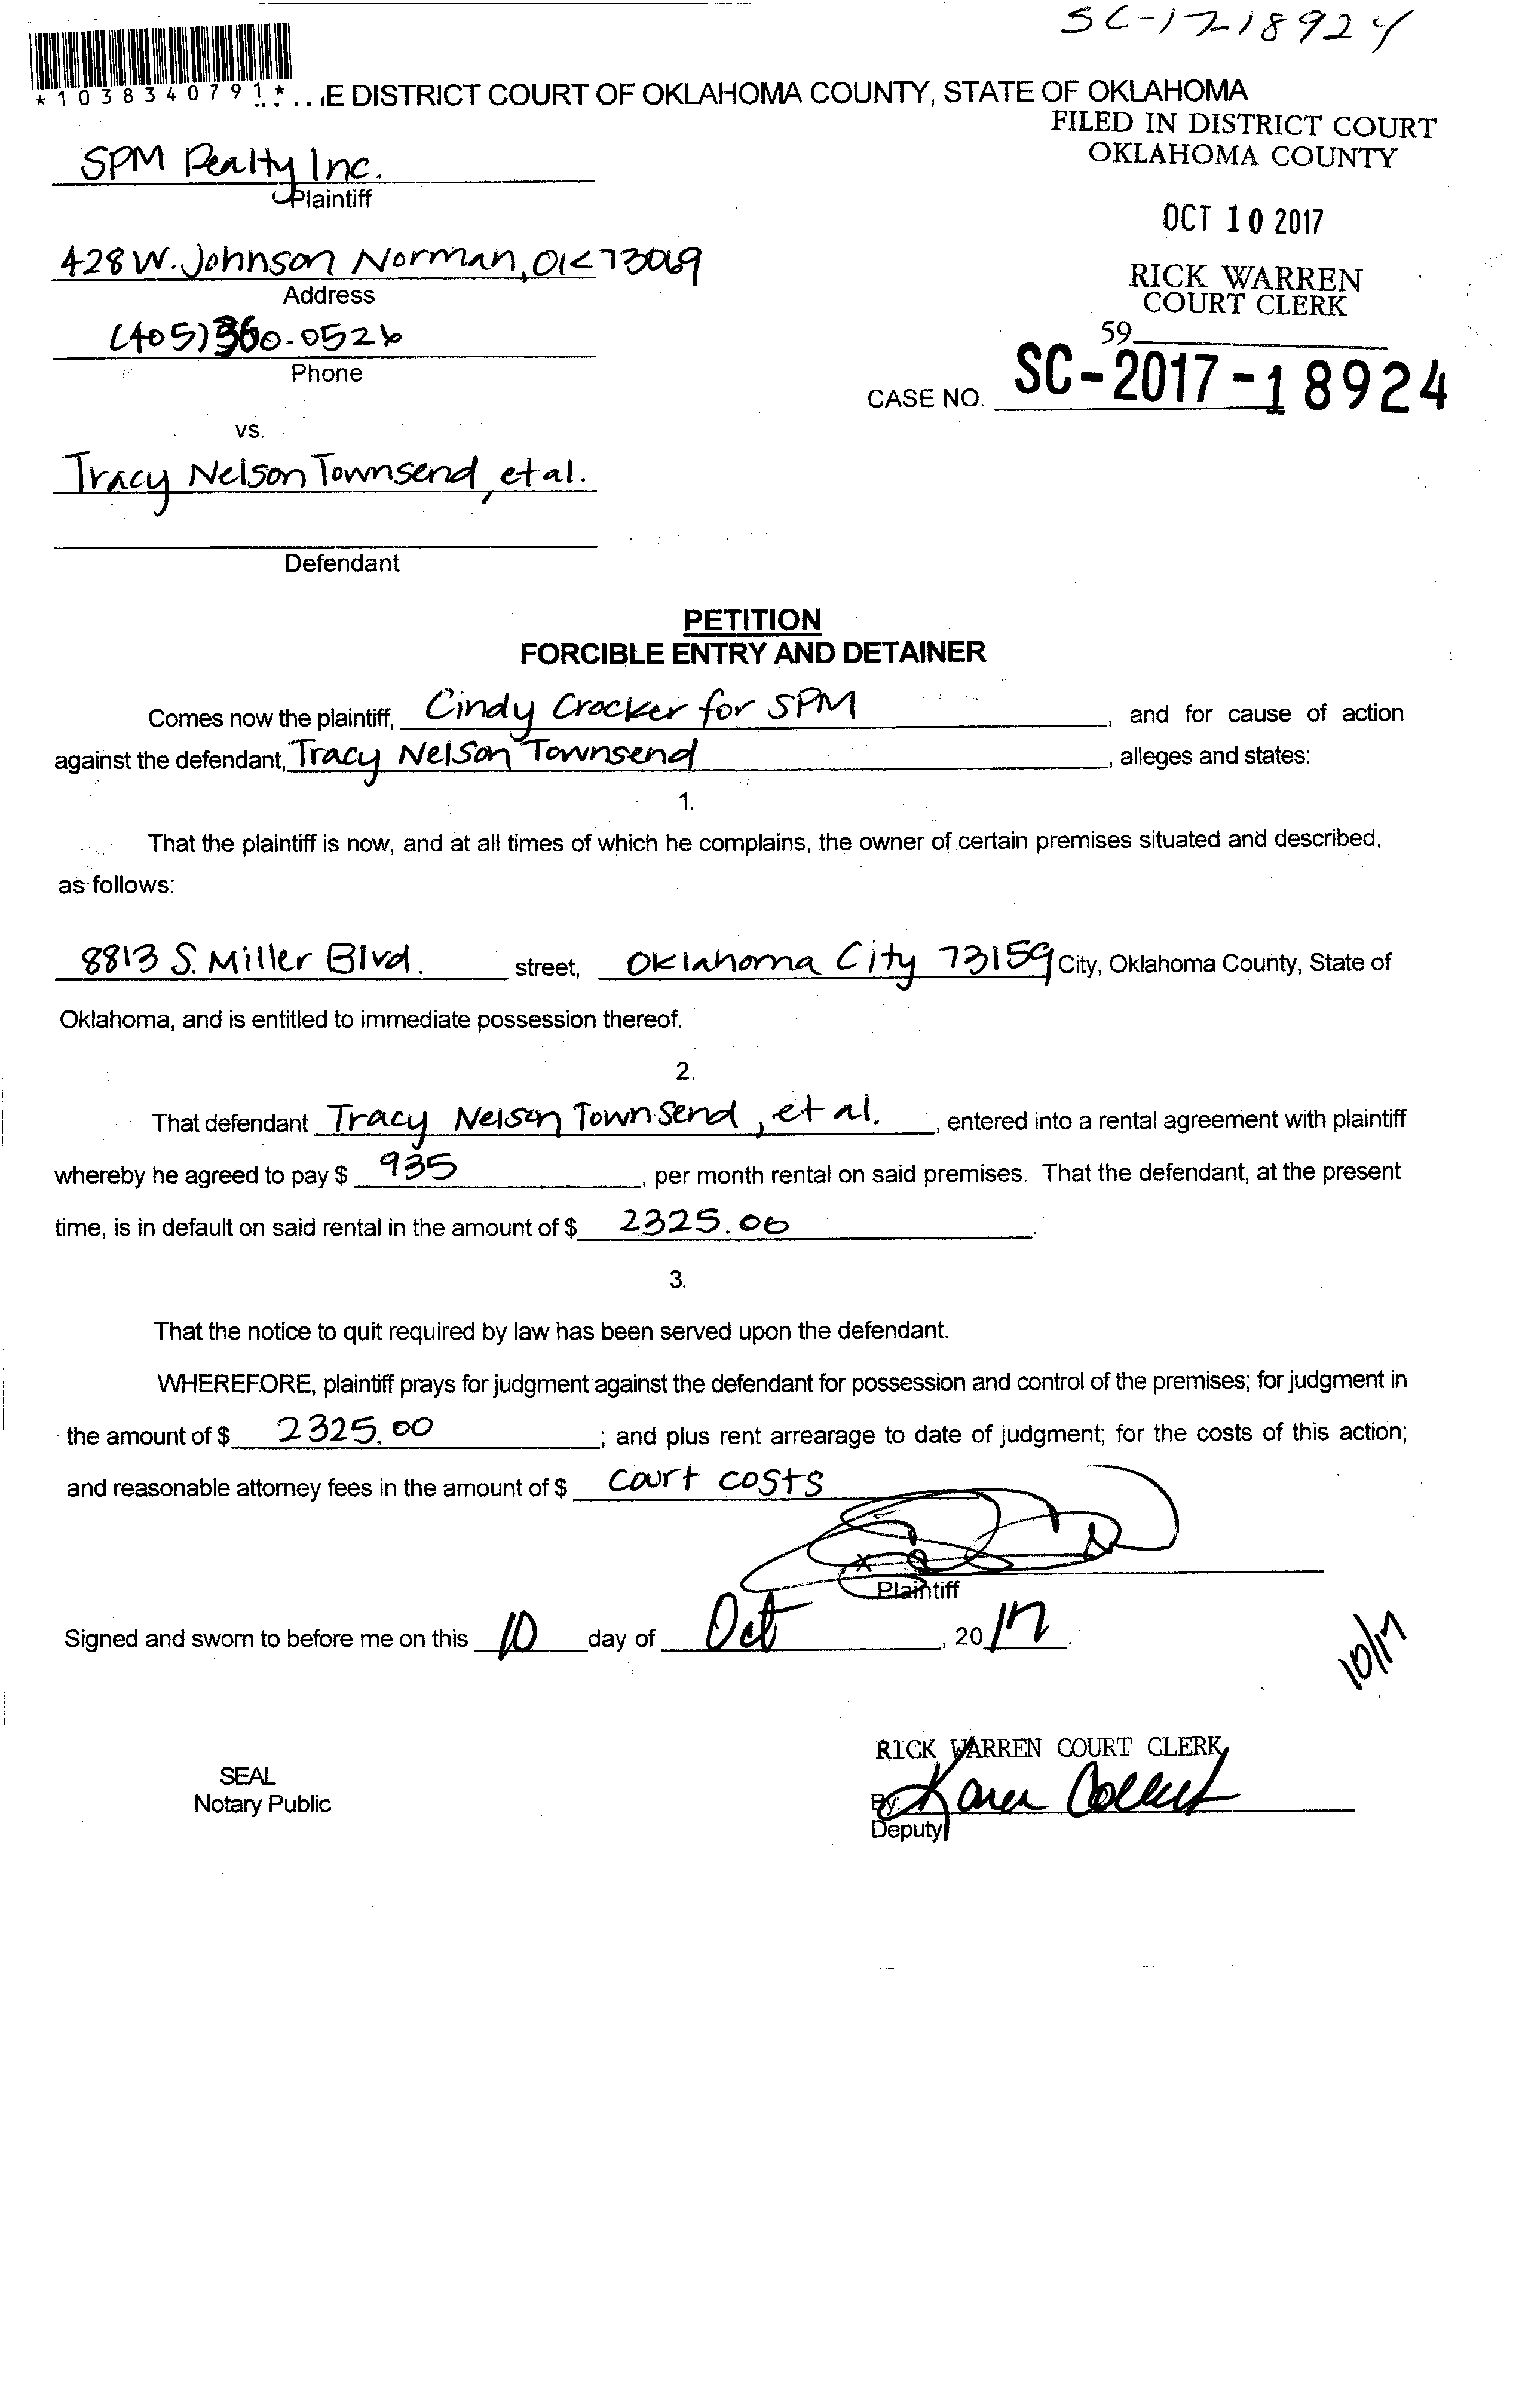 SC-1718924
*1038340791*
E DISTRICT COURT OF OKLAHOMA COUNTY, STATE OF OKLAHOMA
FILED IN DISTRICT COURT
OKLAHOMA COUNTY
SPM Realty Inc.
Plaintiff
OCT 10 2017
428 W. Johnson Norman, OK 73069
Address
RICK WARREN
COURT CLERK
(405) 360-0526
59
Phone
CASE NO. SC-2017-18924
vs.
Tracy Nelson Townsend, et al.
Defendant
PETITION
FORCIBLE ENTRY AND DETAINER
Comes now the plaintiff, Cindy Crocker for SPM, and for cause of action
against the defendant, Tracy Nelson Townsend, alleges and states:
1.
That the plaintiff is now, and at all times of which he complains, the owner of certain premises situated and described,
as follows:
8813 S. Miller Blvd. street, Oklahoma City 73159 City, Oklahoma County, State of
Oklahoma, and is entitled to immediate possession thereof.
2.
That defendant Tracy Nelson Townsend, et al., entered into a rental agreement with plaintiff
whereby he agreed to pay $ 935, per month rental on said premises. That the defendant, at the present
time, is in default on said rental in the amount of $ 2325.00.
3.
That the notice to quit required by law has been served upon the defendant.
WHEREFORE, plaintiff prays for judgment against the defendant for possession and control of the premises; for judgment in
the amount of $ 2325.00; and plus rent arrearage to date of judgment; for the costs of this action;
and reasonable attorney fees in the amount of $ court costs
x
Plaintiff
Signed and sworn to before me on this 10 day of Oct, 2017.
10/17
RICK WARREN COURT CLERK
SEAL
Notary Public
By: Karen
Deputy